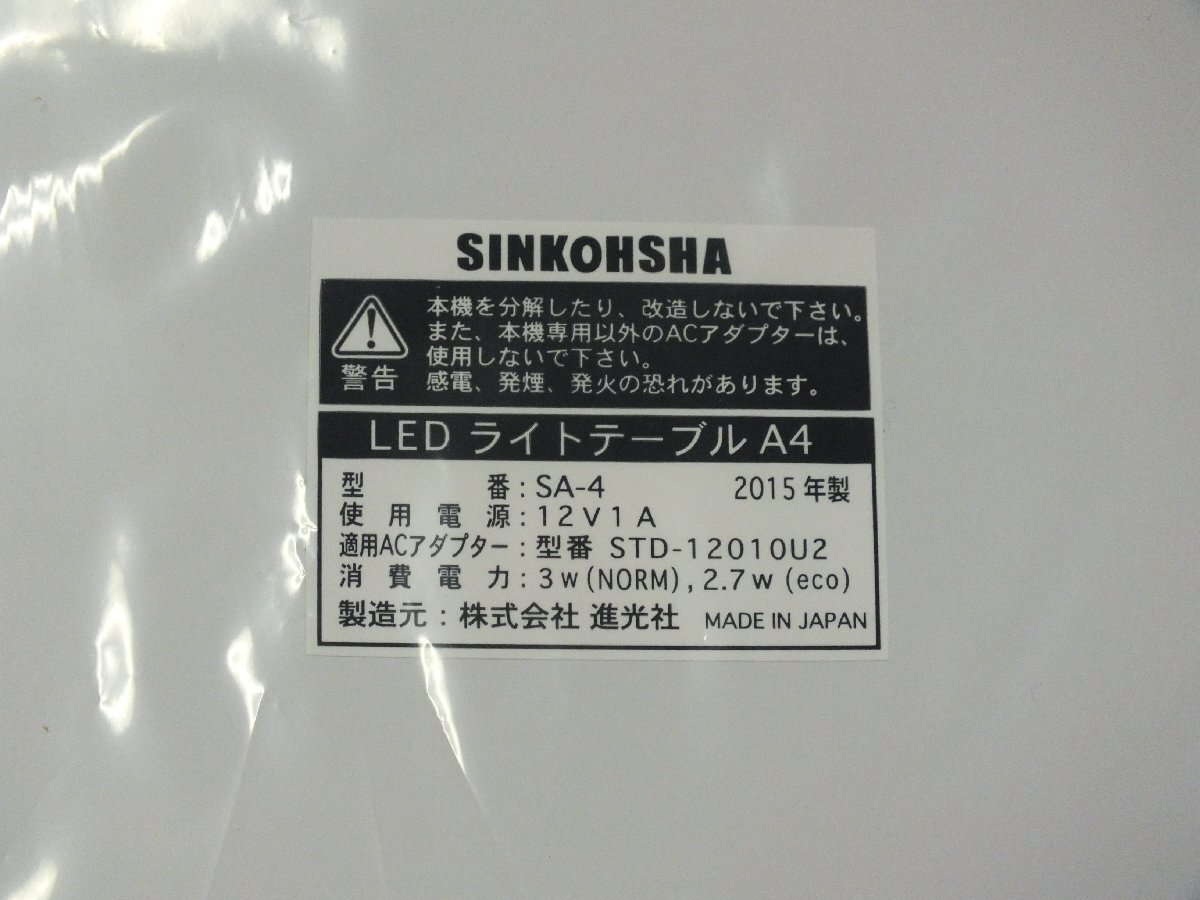 SINKOHSHA
本機を分解したり、改造しないで下さい。
また、本機専用以外のACアダプターは、
使用しないで下さい。
感電、発煙、発火の恐れがあります。
警告
LED ライトテーブル A4
型番：SA-4 2015年製
使用電源：12V1A
適用ACアダプター：型番 STD-12010U2
消費電力：3w(NORM), 2.7w(eco)
製造元：株式会社 進光社 MADE IN JAPAN